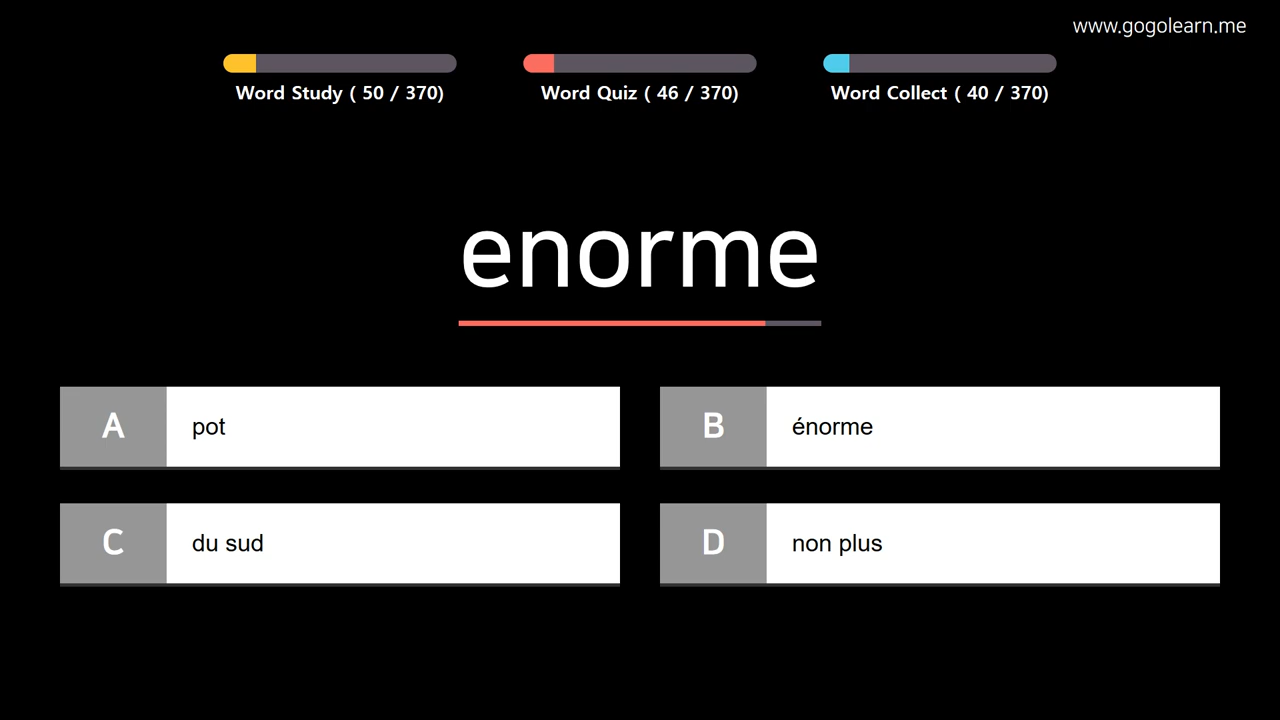 www.gogolearn.me
Word Study ( 50 / 370)
Word Quiz ( 46 / 370)
Word Collect ( 40 / 370)
enorme
A pot
B énorme
C du sud
D non plus